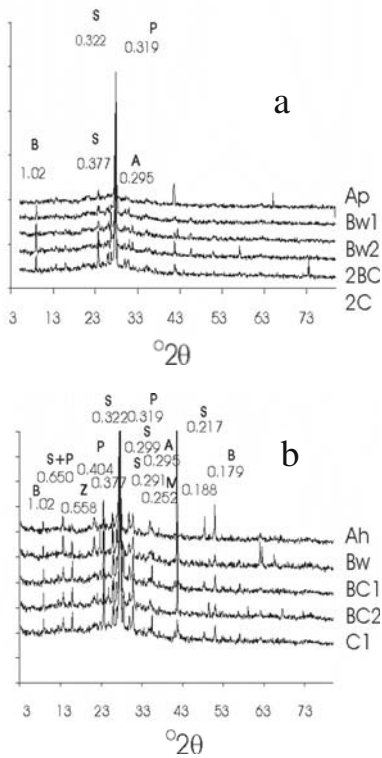 S P
0.322 0.319
a
B S A
1.02 0.377 0.295
Ap
Bw1
Bw2
2BC
2C
3 13 23 33 43 53 63 73
°2θ
S P S
0.322 0.319 0.217
S
0.299 A
b
S+P P 0.295 B
0.650 0.404 S 0.291 M 0.179
B Z 0.377 0.252 0.188
1.02 0.558
Ah
Bw
BC1
BC2
C1
3 13 23 33 43 53 63 73
°2θ